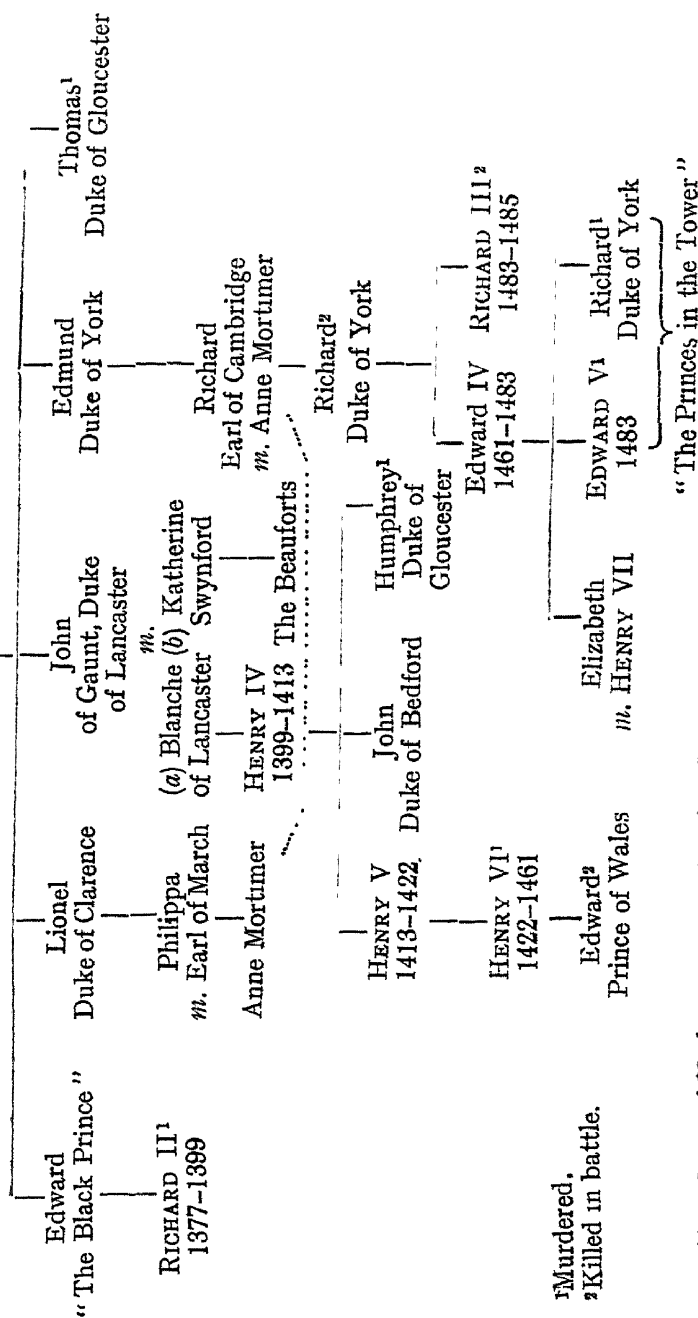 Edward
"The Black Prince"
RICHARD II¹
1377–1399
Lionel
Duke of Clarence
Philippa
m. Earl of March
Anne Mortimer
John
of Gaunt, Duke
of Lancaster
m.
(a) Blanche (b) Katherine
of Lancaster Swynford
HENRY IV
1399–1413 The Beauforts
Edmund
Duke of York
Richard
Earl of Cambridge
m. Anne Mortimer
Richard²
Duke of York
Thomas¹
Duke of Gloucester
HENRY V
1413–1422
John
Duke of Bedford
Humphrey¹
Duke of
Gloucester
HENRY VI¹
1422–1461
Edward²
Prince of Wales
Edward IV
1461–1483
RICHARD III²
1483–1485
Elizabeth
m. HENRY VII
EDWARD V¹
1483
Richard¹
Duke of York
"The Princes in the Tower"
¹Murdered.
²Killed in battle.